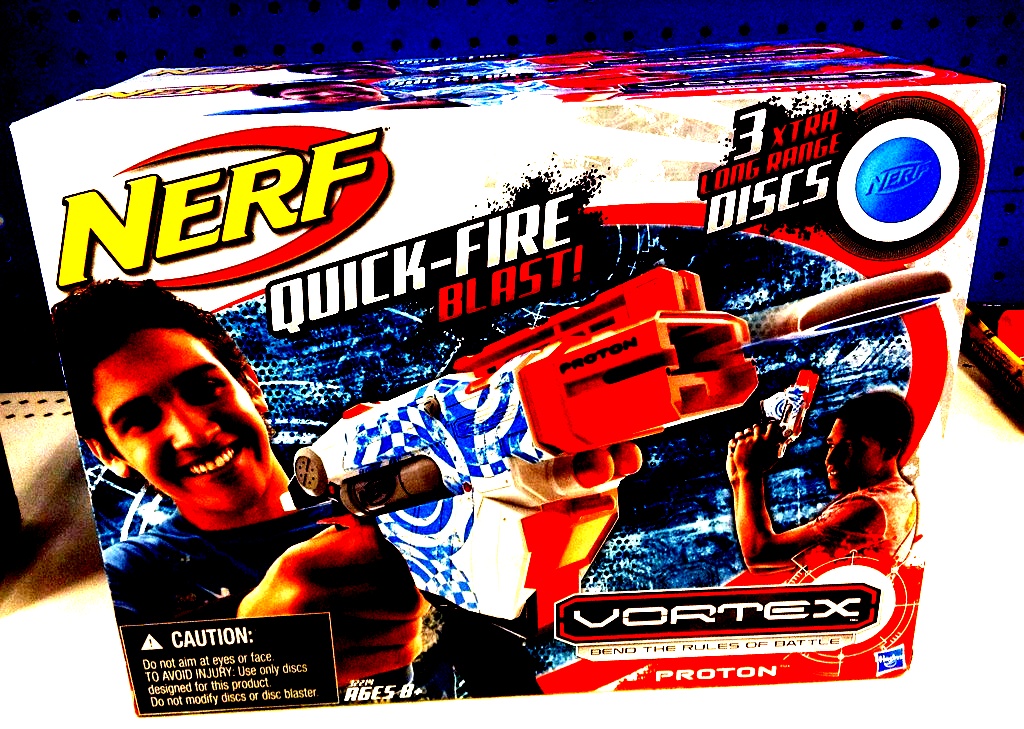 NERF
QUICK-FIRE
BLAST!
3 XTRA
LONG RANGE
DISCS
NERF
PROTON
VORTEX
BEND THE RULES OF BATTLE
PROTON
Hasbro
CAUTION:
Do not aim at eyes or face.
TO AVOID INJURY: Use only discs
designed for this product.
Do not modify discs or disc blaster.
32214
AGES 8+